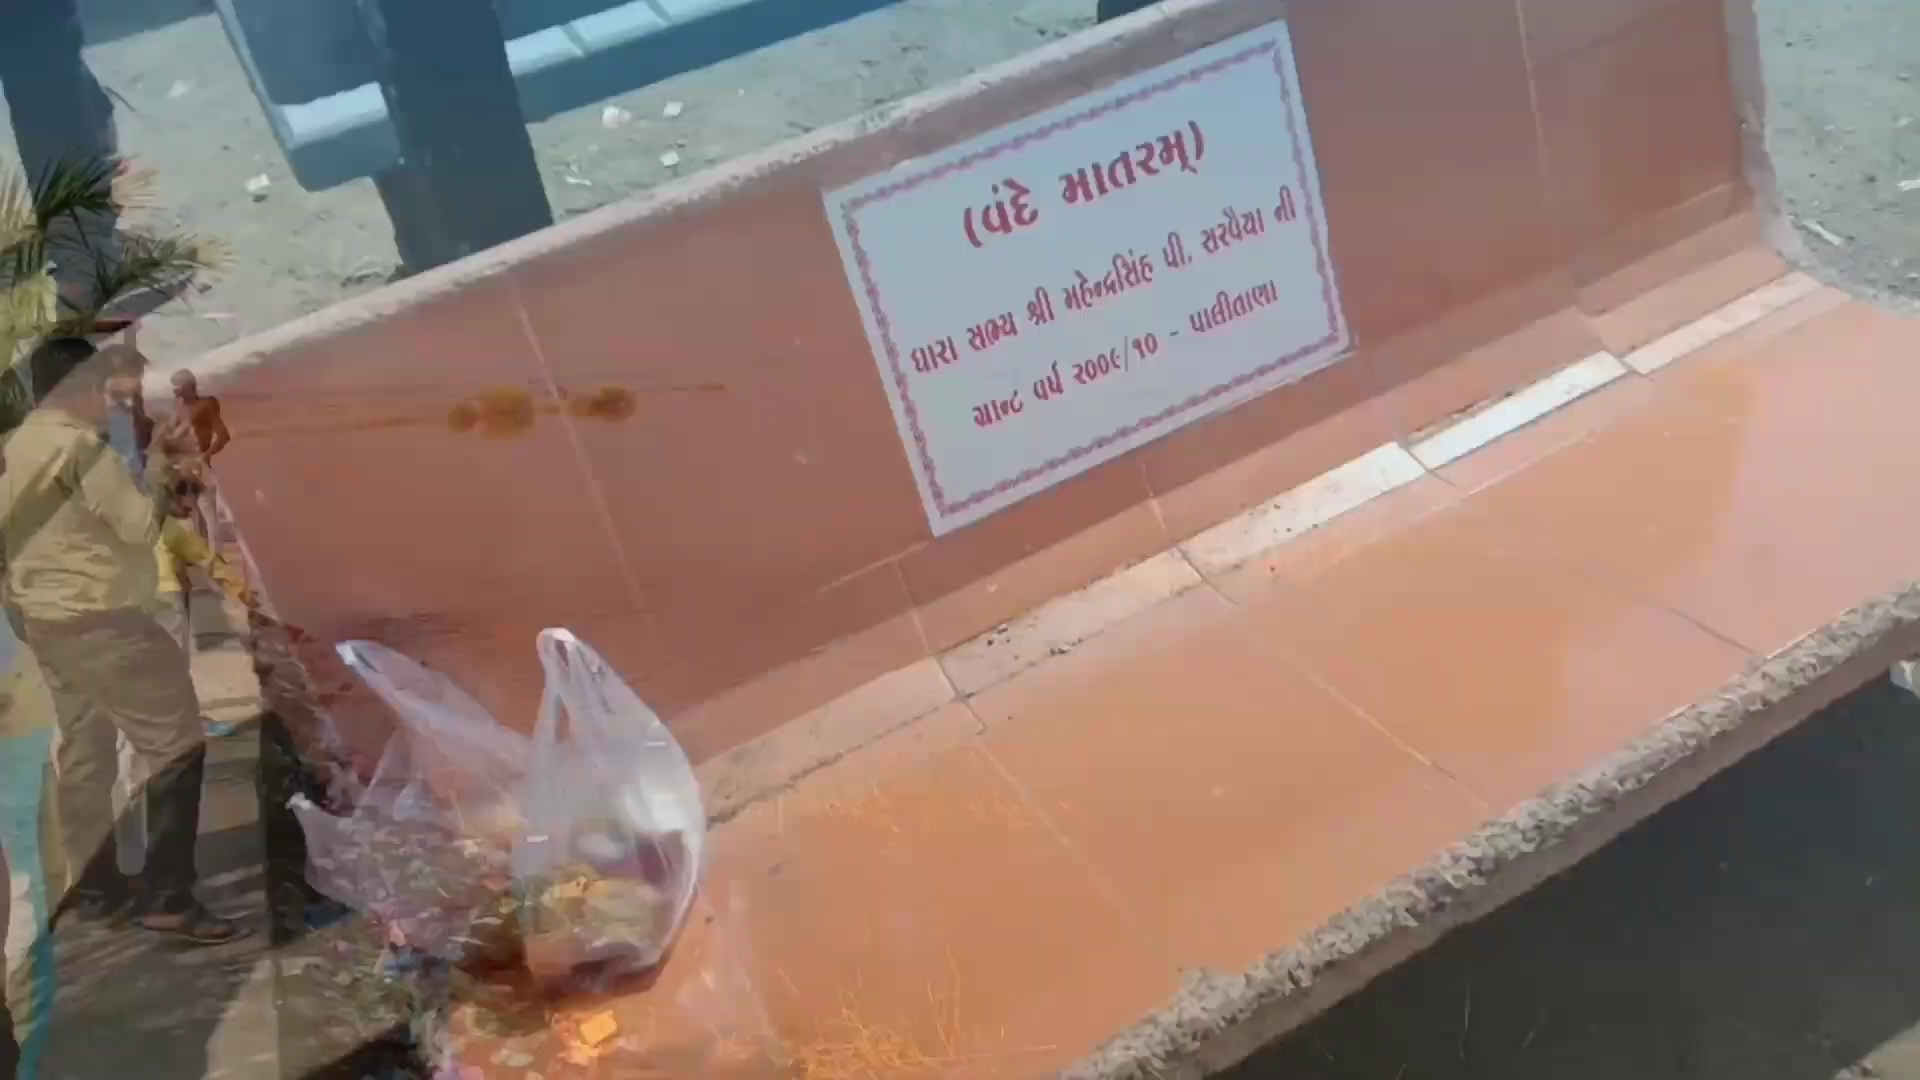 (વંદે માતરમ્)
ધારા સભ્ય શ્રી મહેન્દ્રસિંહ પી. સરવૈયા ની
ગ્રાન્ટ વર્ષ ૨૦૦૯/૧૦ - પાલીતાણા